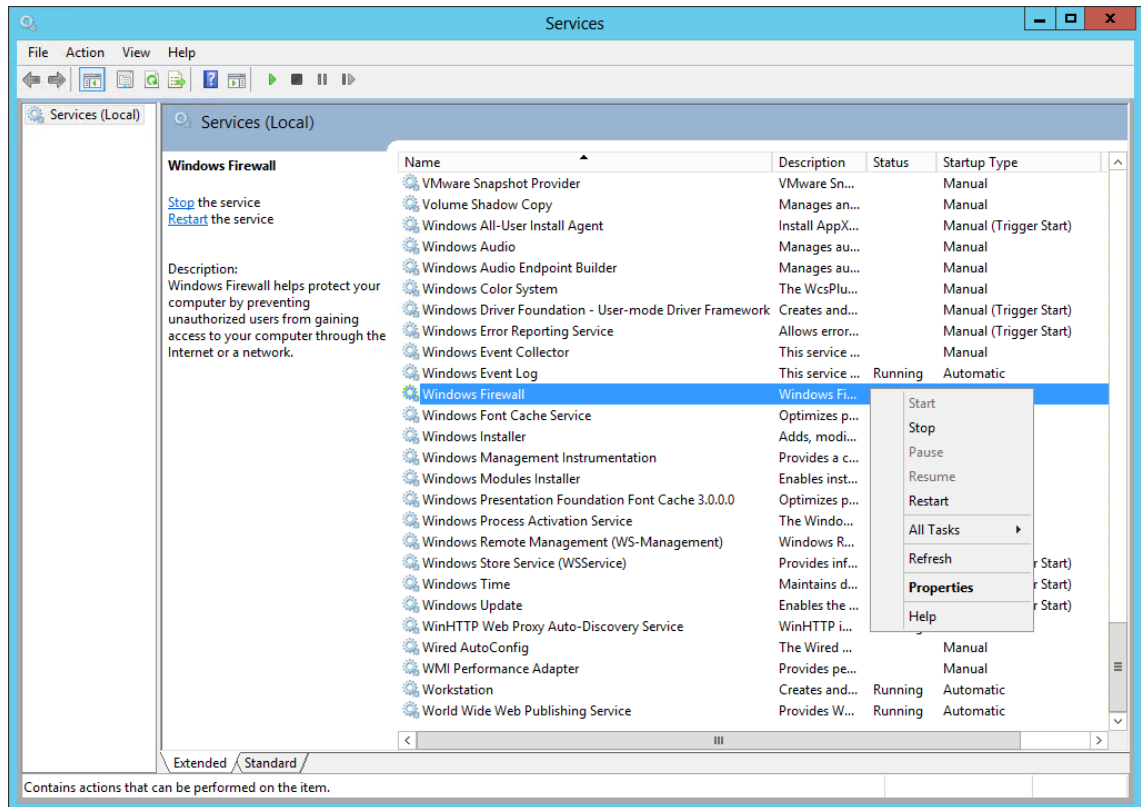 Services
File Action View Help
Services (Local)
Services (Local)
Windows Firewall
Stop the service
Restart the service
Description:
Windows Firewall helps protect your
computer by preventing
unauthorized users from gaining
access to your computer through the
Internet or a network.
Name Description Status Startup Type
VMware Snapshot Provider VMware Sn... Manual
Volume Shadow Copy Manages an... Manual
Windows All-User Install Agent Install AppX... Manual (Trigger Start)
Windows Audio Manages au... Manual
Windows Audio Endpoint Builder Manages au... Manual
Windows Color System The WcsPlu... Manual
Windows Driver Foundation - User-mode Driver Framework Creates and... Manual (Trigger Start)
Windows Error Reporting Service Allows error... Manual (Trigger Start)
Windows Event Collector This service ... Manual
Windows Event Log This service ... Running Automatic
Windows Firewall Windows Fi...
Windows Font Cache Service Optimizes p...
Windows Installer Adds, modi...
Windows Management Instrumentation Provides a c...
Windows Modules Installer Enables inst...
Windows Presentation Foundation Font Cache 3.0.0.0 Optimizes p...
Windows Process Activation Service The Windo...
Windows Remote Management (WS-Management) Windows R...
Windows Store Service (WSService) Provides inf... r Start)
Windows Time Maintains d... r Start)
Windows Update Enables the ... r Start)
WinHTTP Web Proxy Auto-Discovery Service WinHTTP i...
Wired AutoConfig The Wired ... Manual
WMI Performance Adapter Provides pe... Manual
Workstation Creates and... Running Automatic
World Wide Web Publishing Service Provides W... Running Automatic
Start
Stop
Pause
Resume
Restart
All Tasks
Refresh
Properties
Help
Extended Standard
Contains actions that can be performed on the item.